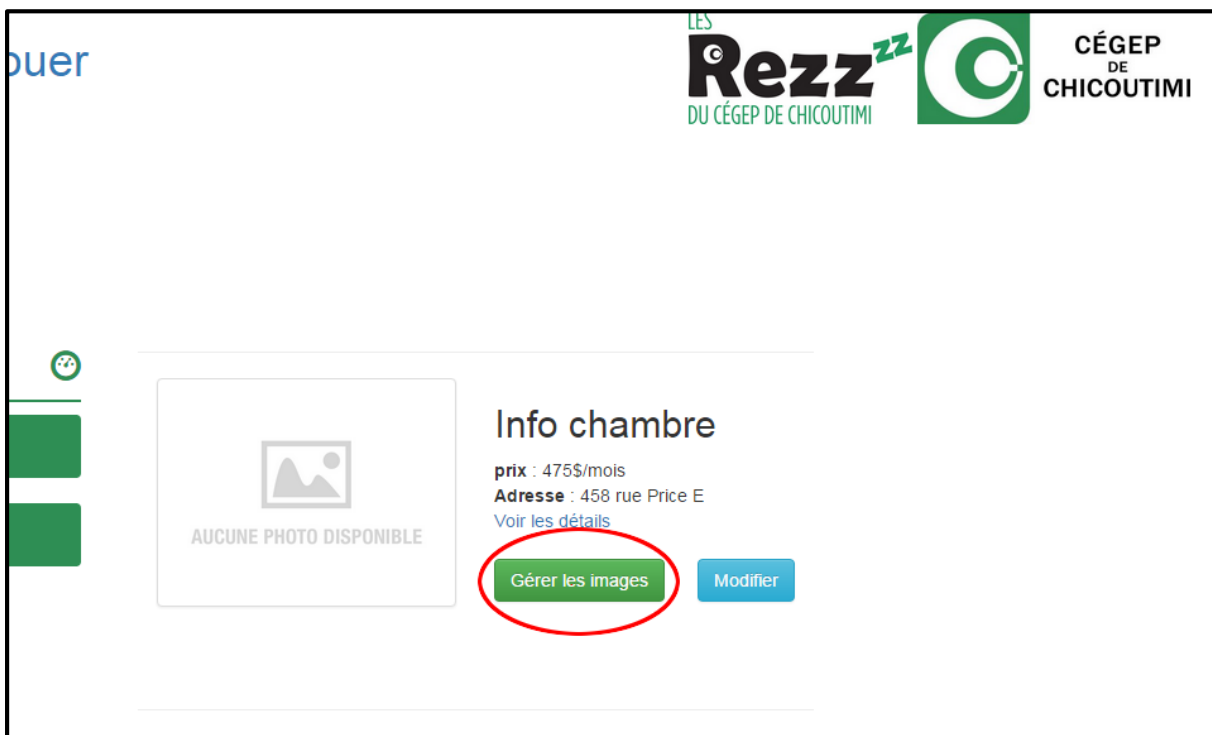 ouer
LES
Rezz zz
DU CÉGEP DE CHICOUTIMI
CÉGEP
DE
CHICOUTIMI
AUCUNE PHOTO DISPONIBLE
Info chambre
prix : 475$/mois
Adresse : 458 rue Price E
Voir les détails
Gérer les images
Modifier